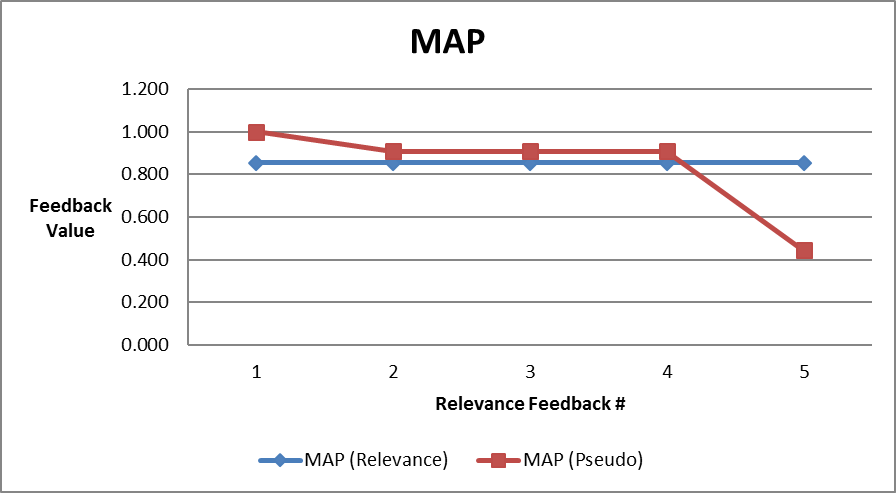 MAP
1.200
1.000
0.800
0.600
0.400
0.200
0.000
Feedback
Value
1 2 3 4 5
Relevance Feedback #
MAP (Relevance) MAP (Pseudo)